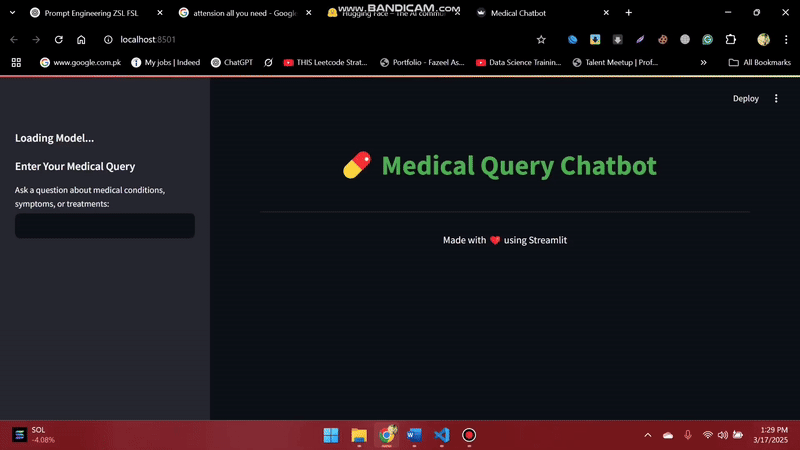 Prompt Engineering ZSL FSL
attension all you need - Google
Hugging Face – The AI commu
www.BANDICAM.com
Medical Chatbot
localhost:8501
www.google.com.pk
My jobs | Indeed
ChatGPT
THIS Leetcode Strat...
Portfolio - Fazeel As...
Data Science Trainin...
Talent Meetup | Prof...
All Bookmarks
Deploy
Loading Model...
Enter Your Medical Query
Ask a question about medical conditions,
symptoms, or treatments:
Medical Query Chatbot
Made with ❤️ using Streamlit
SOL
-4.08%
1:29 PM
3/17/2025